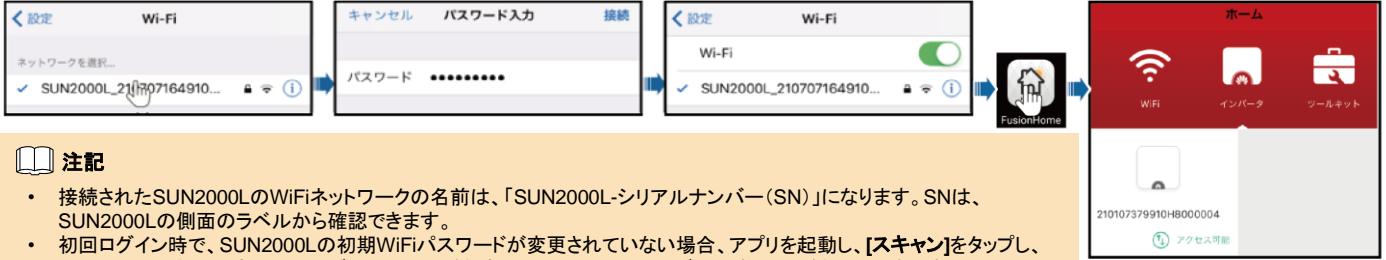 設定
Wi-Fi
ネットワークを選択...
SUN2000L_210707164910...
キャンセル パスワード入力 接続
パスワード ●●●●●●●●●
設定
Wi-Fi
Wi-Fi
SUN2000L_210707164910...
FusionHome
ホーム
WiFi インバータ ツールキット
210107379910H8000004
アクセス可能
注記
• 接続されたSUN2000LのWiFiネットワークの名前は、「SUN2000L-シリアルナンバー(SN)」になります。SNは、
SUN2000Lの側面のラベルから確認できます。
• 初回ログイン時で、SUN2000Lの初期WiFiパスワードが変更されていない場合、アプリを起動し、[スキャン]をタップし、